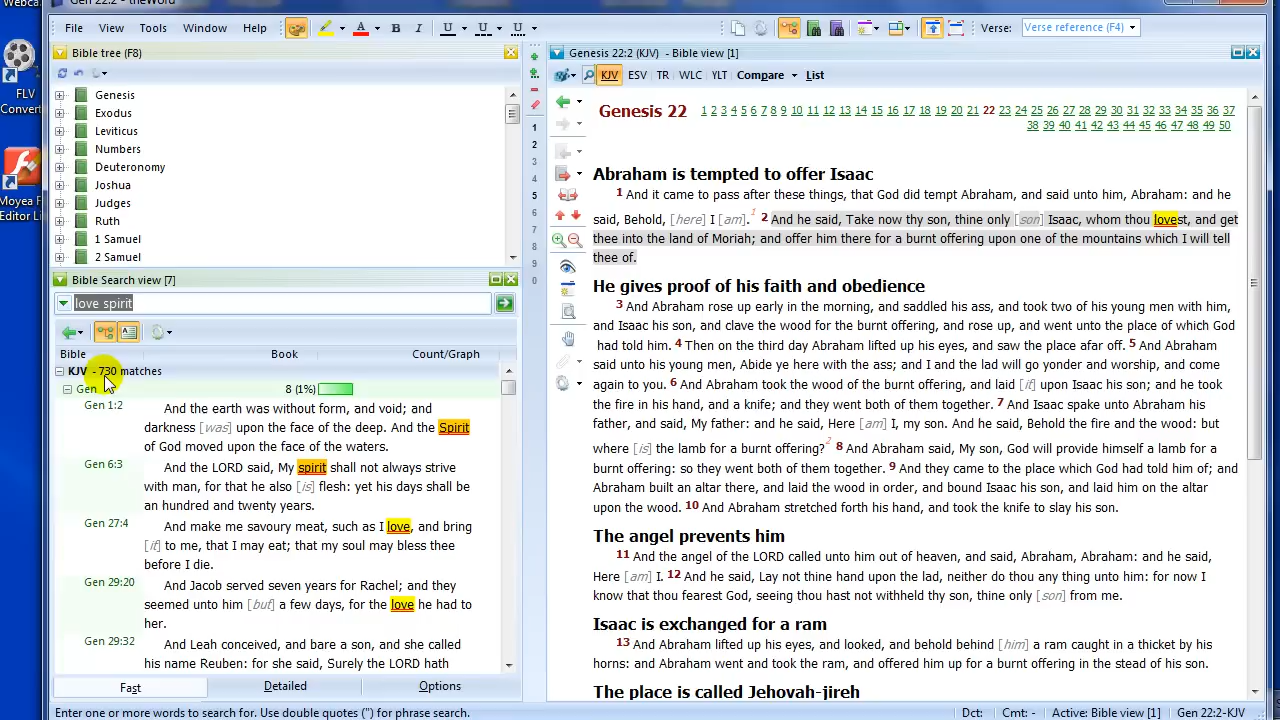 Webca
FLV
Convert
Moyea F
Editor Li
Gen 22:2 - theWord
File View Tools Window Help A B I U U U
Verse: Verse reference (F4)
Bible tree (F8)
Genesis
Exodus
Leviticus
Numbers
Deuteronomy
Joshua
Judges
Ruth
1 Samuel
2 Samuel
1
2
2
3
4
5
6
7
8
9
0
Bible Search view [7]
love spirit
Bible Book Count/Graph
KJV - 730 matches
Gen 8 (1%)
Gen 1:2 And the earth was without form, and void; and
darkness [was] upon the face of the deep. And the Spirit
of God moved upon the face of the waters.
Gen 6:3 And the LORD said, My spirit shall not always strive
with man, for that he also [is] flesh: yet his days shall be
an hundred and twenty years.
Gen 27:4 And make me savoury meat, such as I love, and bring
[it] to me, that I may eat; that my soul may bless thee
before I die.
Gen 29:20 And Jacob served seven years for Rachel; and they
seemed unto him [but] a few days, for the love he had to
her.
Gen 29:32 And Leah conceived, and bare a son, and she called
his name Reuben: for she said, Surely the LORD hath
Fast Detailed Options
Enter one or more words to search for. Use double quotes (") for phrase search.
Genesis 22:2 (KJV) - Bible view [1]
KJV ESV TR WLC YLT Compare List
Genesis 22 1 2 3 4 5 6 7 8 9 10 11 12 13 14 15 16 17 18 19 20 21 22 23 24 25 26 27 28 29 30 31 32 33 34 35 36 37
38 39 40 41 42 43 44 45 46 47 48 49 50
Abraham is tempted to offer Isaac
1 And it came to pass after these things, that God did tempt Abraham, and said unto him, Abraham: and he
said, Behold, [here] I [am].1 2 And he said, Take now thy son, thine only [son] Isaac, whom thou lovest, and get
thee into the land of Moriah; and offer him there for a burnt offering upon one of the mountains which I will tell
thee of.
He gives proof of his faith and obedience
3 And Abraham rose up early in the morning, and saddled his ass, and took two of his young men with him,
and Isaac his son, and clave the wood for the burnt offering, and rose up, and went unto the place of which God
had told him. 4 Then on the third day Abraham lifted up his eyes, and saw the place afar off. 5 And Abraham
said unto his young men, Abide ye here with the ass; and I and the lad will go yonder and worship, and come
again to you. 6 And Abraham took the wood of the burnt offering, and laid [it] upon Isaac his son; and he took
the fire in his hand, and a knife; and they went both of them together. 7 And Isaac spake unto Abraham his
father, and said, My father: and he said, Here [am] I, my son. And he said, Behold the fire and the wood: but
where [is] the lamb for a burnt offering?2 8 And Abraham said, My son, God will provide himself a lamb for a
burnt offering: so they went both of them together. 9 And they came to the place which God had told him of; and
Abraham built an altar there, and laid the wood in order, and bound Isaac his son, and laid him on the altar
upon the wood. 10 And Abraham stretched forth his hand, and took the knife to slay his son.
The angel prevents him
11 And the angel of the LORD called unto him out of heaven, and said, Abraham, Abraham: and he said,
Here [am] I. 12 And he said, Lay not thine hand upon the lad, neither do thou any thing unto him: for now I
know that thou fearest God, seeing thou hast not withheld thy son, thine only [son] from me.
Isaac is exchanged for a ram
13 And Abraham lifted up his eyes, and looked, and behold behind [him] a ram caught in a thicket by his
horns: and Abraham went and took the ram, and offered him up for a burnt offering in the stead of his son.
The place is called Jehovah-jireh
Dct: Cmt: - Active: Bible view [1] Gen 22:2-KJV